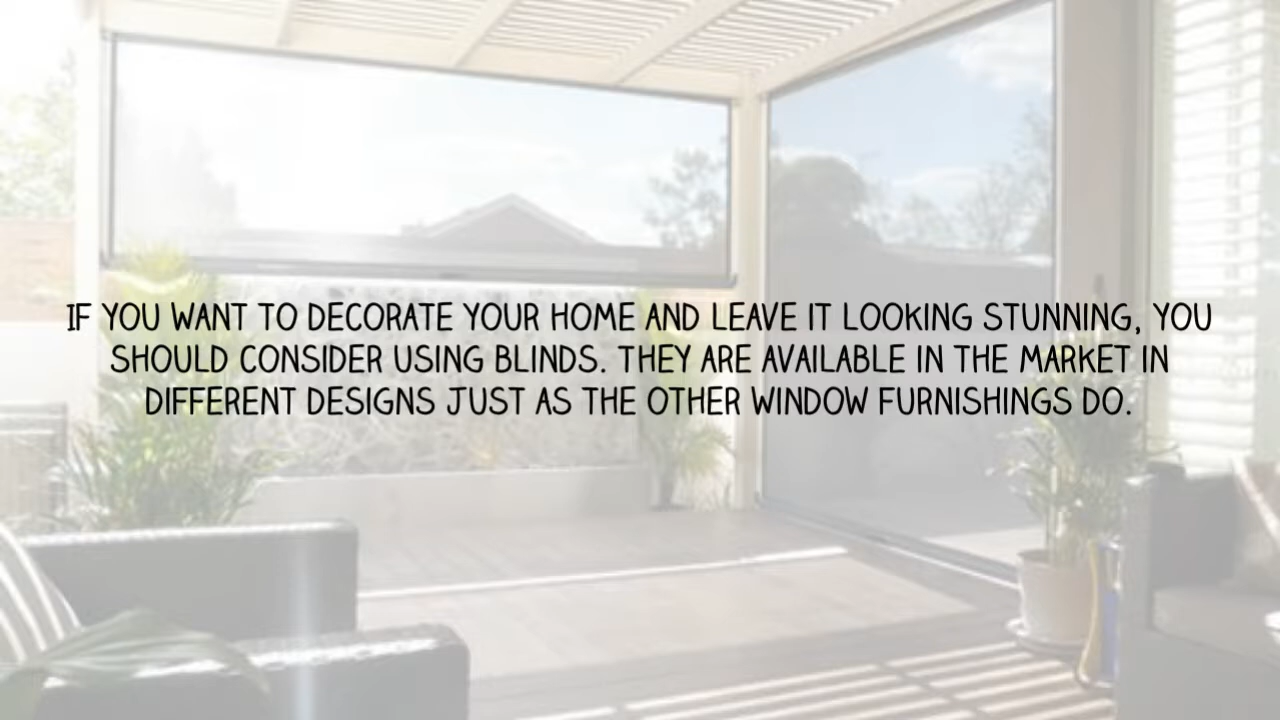 IF YOU WANT TO DECORATE YOUR HOME AND LEAVE IT LOOKING STUNNING, YOU
SHOULD CONSIDER USING BLINDS. THEY ARE AVAILABLE IN THE MARKET IN
DIFFERENT DESIGNS JUST AS THE OTHER WINDOW FURNISHINGS DO.